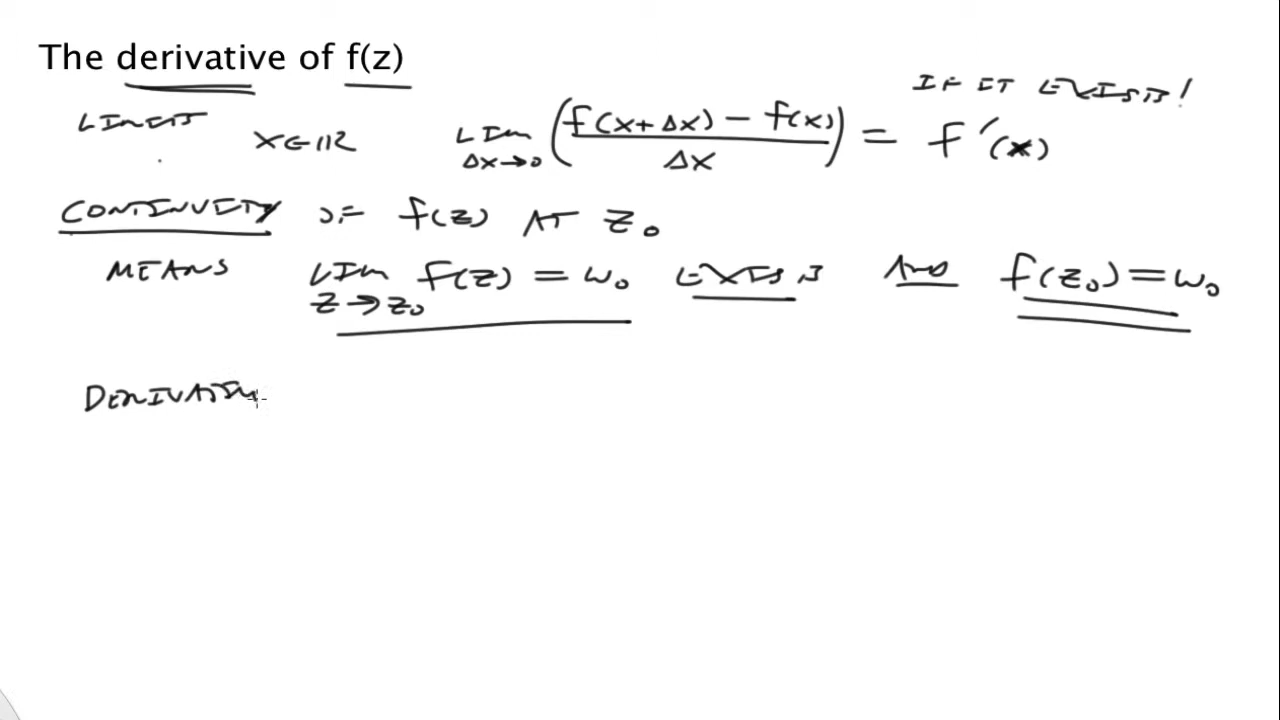 The derivative of f(z)
IF IT EXISTS!
LIMITS x∈ℝ LIM Δx→0 (f(x+Δx) − f(x) / Δx) = f′(x)
CONTINUITY OF f(z) AT z₀
MEANS LIM z→z₀ f(z) = w₀ EXISTS AND f(z₀) = w₀
DERIVATIV